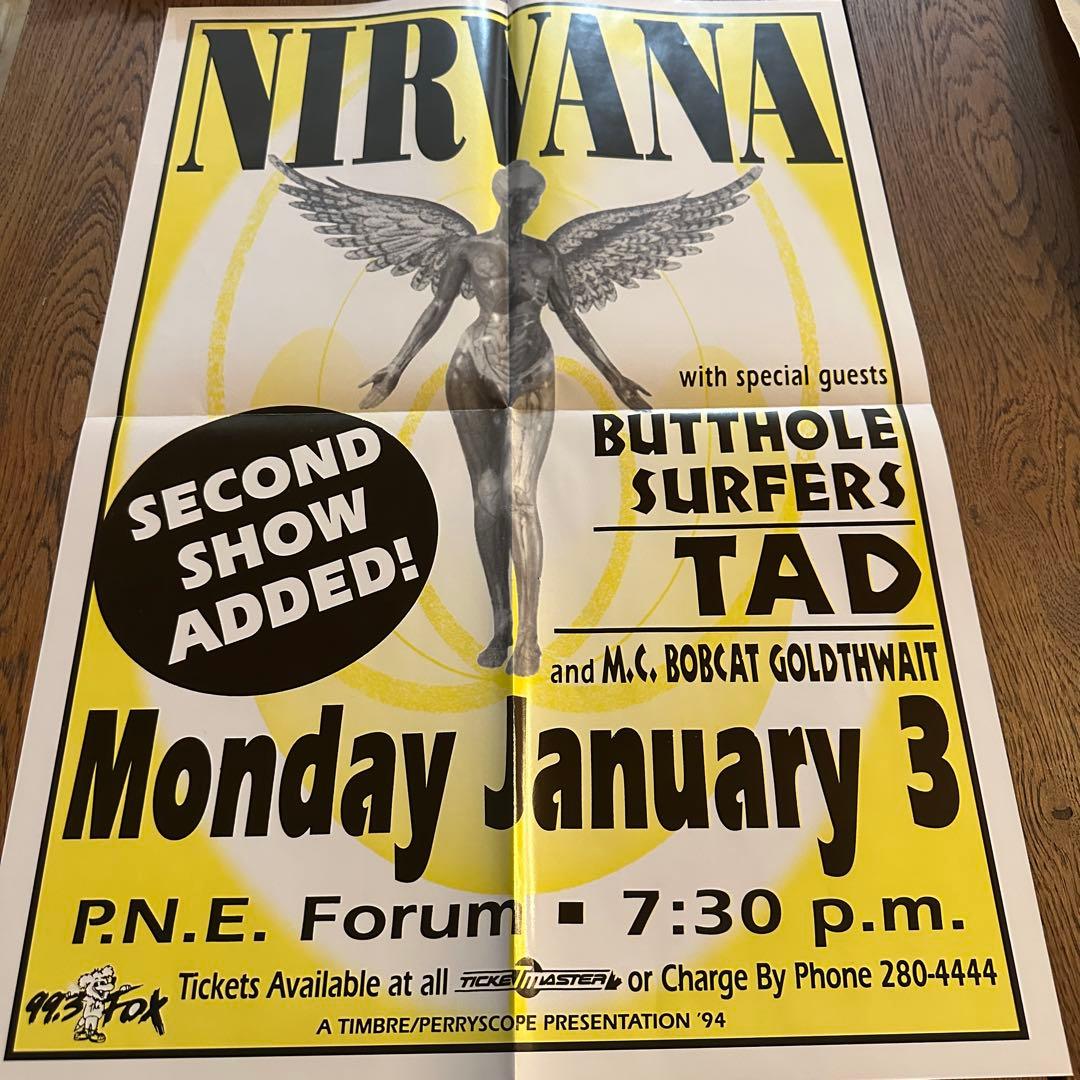 NIRVANA
with special guests
BUTTHOLE
SURFERS
TAD
and M.C. BOBCAT GOLDTHWAIT
SECOND
SHOW
ADDED!
Monday January 3
P.N.E. Forum ▪ 7:30 p.m.
99.3 FOX
Tickets Available at all TICKETMASTER or Charge By Phone 280-4444
A TIMBRE/PERRYSCOPE PRESENTATION '94